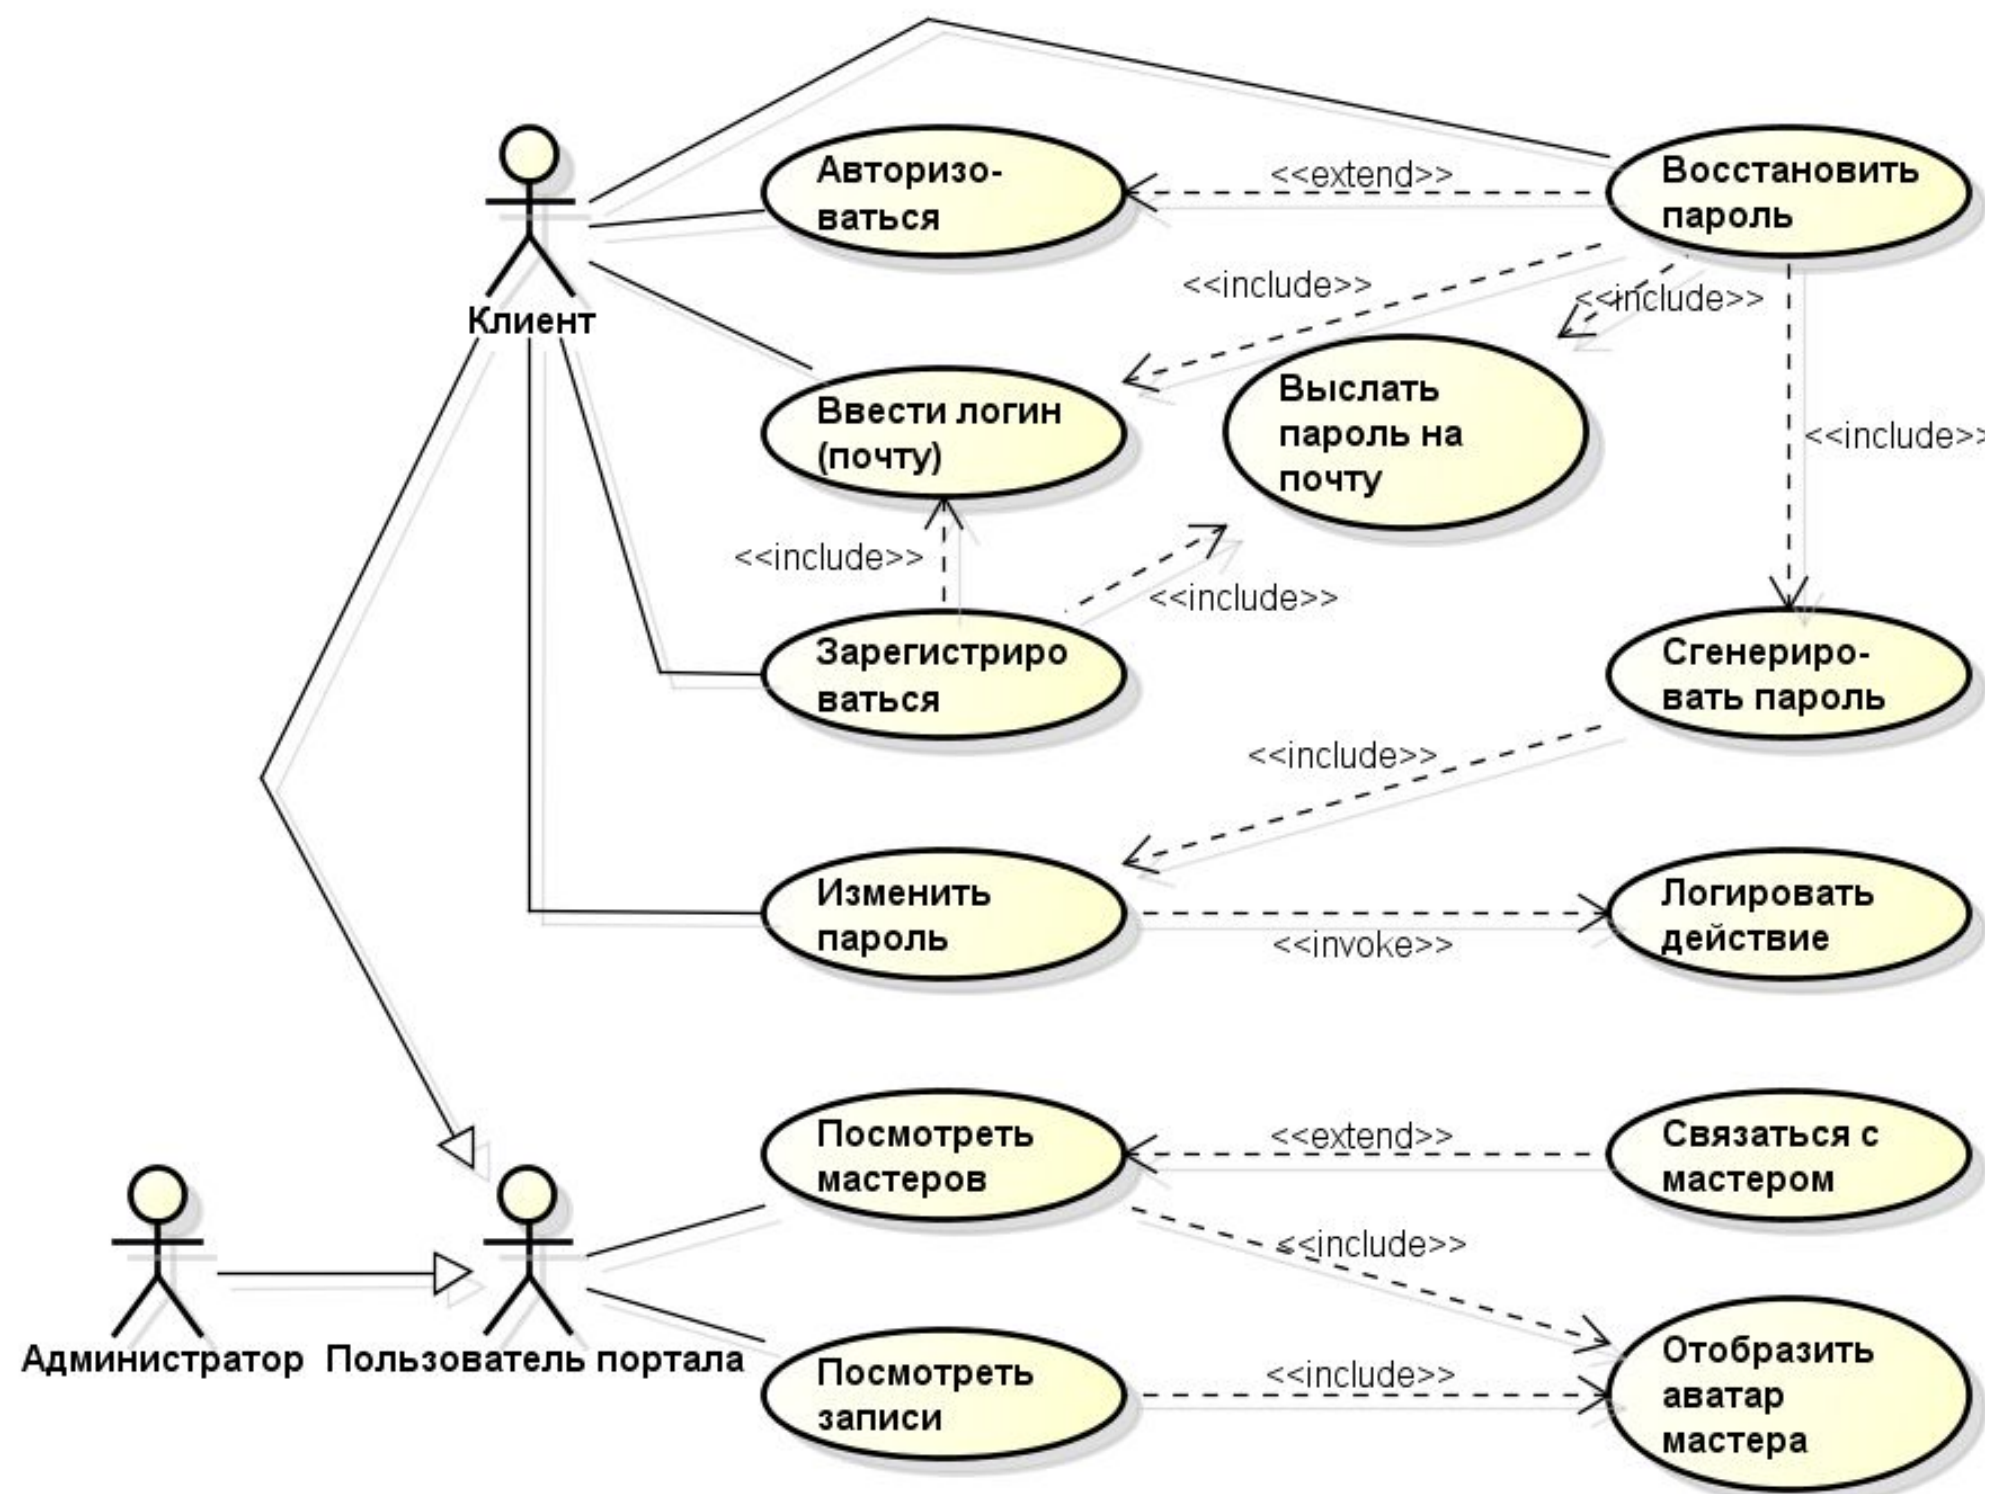 Авторизо-
ваться
<<extend>>
Восстановить
пароль
<<include>>
<<include>>
Клиент
Ввести логин
(почту)
Выслать
пароль на
почту
<<include>>
<<include>>
<<include>>
Зарегистриро
ваться
Сгенериро-
вать пароль
<<include>>
Изменить
пароль
<<invoke>>
Логировать
действие
Посмотреть
мастеров
<<extend>>
Связаться с
мастером
<<include>>
Администратор
Пользователь портала
Посмотреть
записи
<<include>>
Отобразить
аватар
мастера